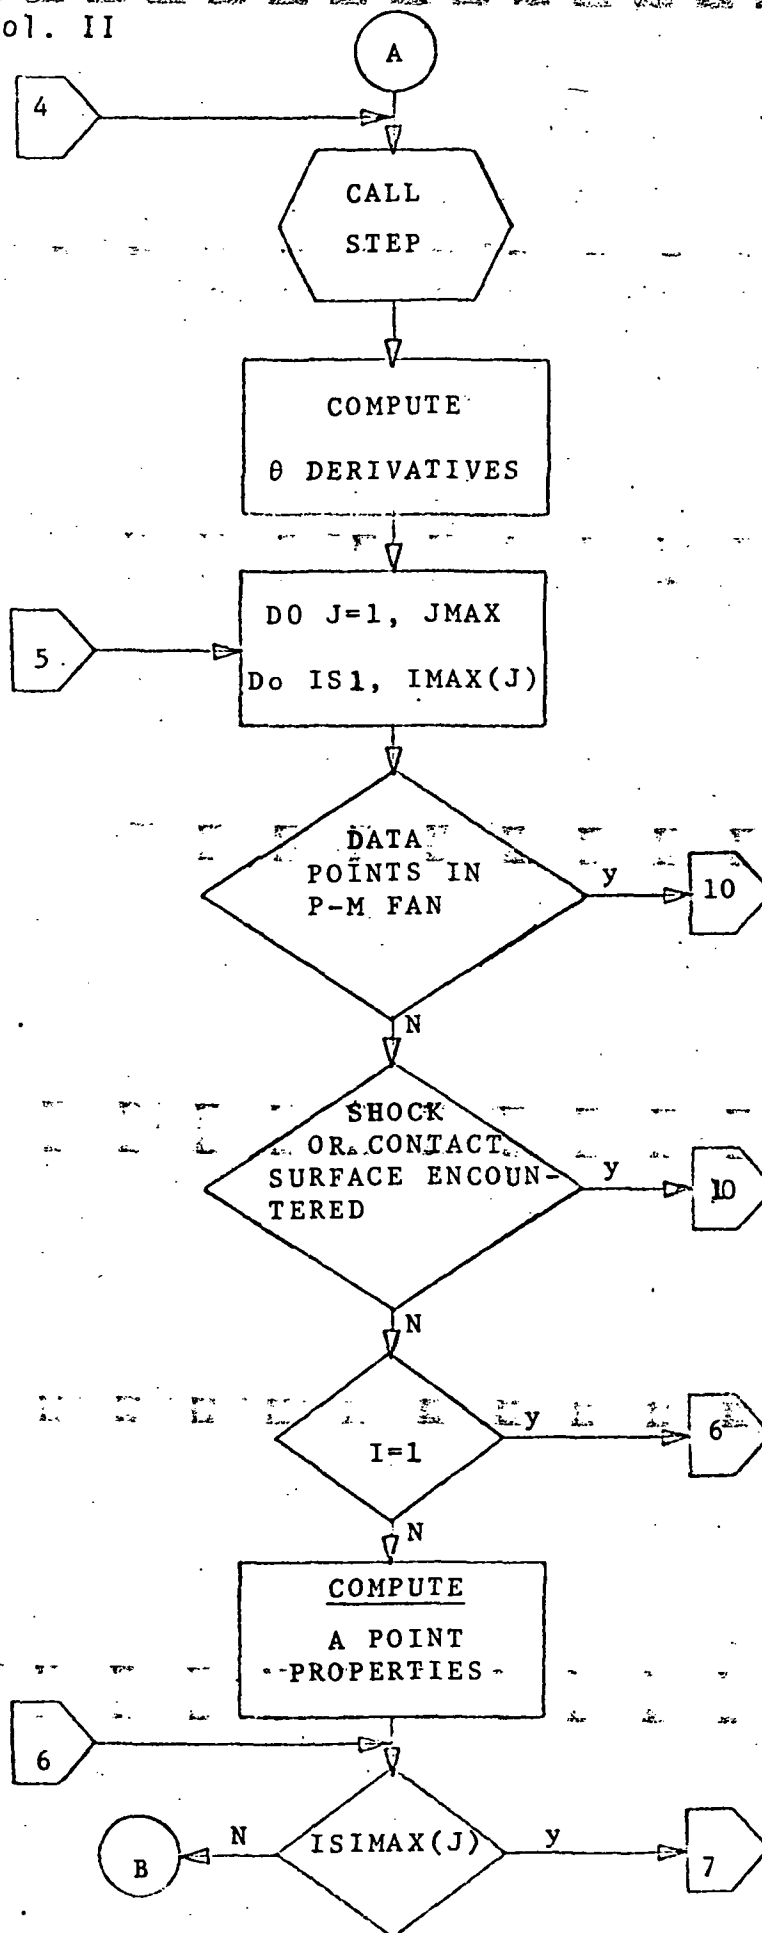 ol. II
A
4
CALL
STEP
COMPUTE
θ DERIVATIVES
DO J=1, JMAX
5
Do IS1, IMAX(J)
DATA
POINTS IN
P-M FAN
y
10
N
SHOCK
OR CONTACT
SURFACE ENCOUN-
TERED
y
10
N
I=1
y
6
N
COMPUTE
A POINT
PROPERTIES
6
ISIMAX(J)
N
B
y
7